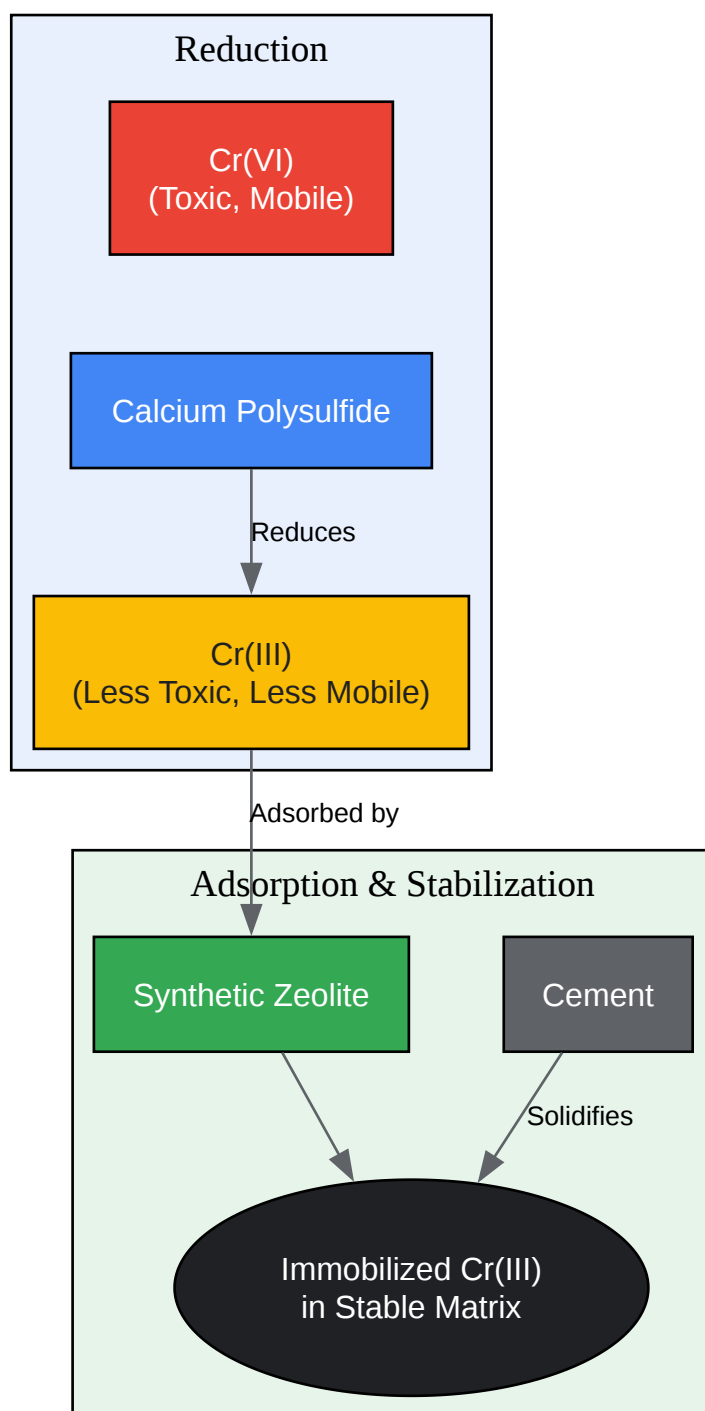 Reduction
Cr(VI)
(Toxic, Mobile)
Calcium Polysulfide
Reduces
Cr(III)
(Less Toxic, Less Mobile)
Adsorbed by
Adsorption & Stabilization
Synthetic Zeolite
Cement
Solidifies
Immobilized Cr(III)
in Stable Matrix